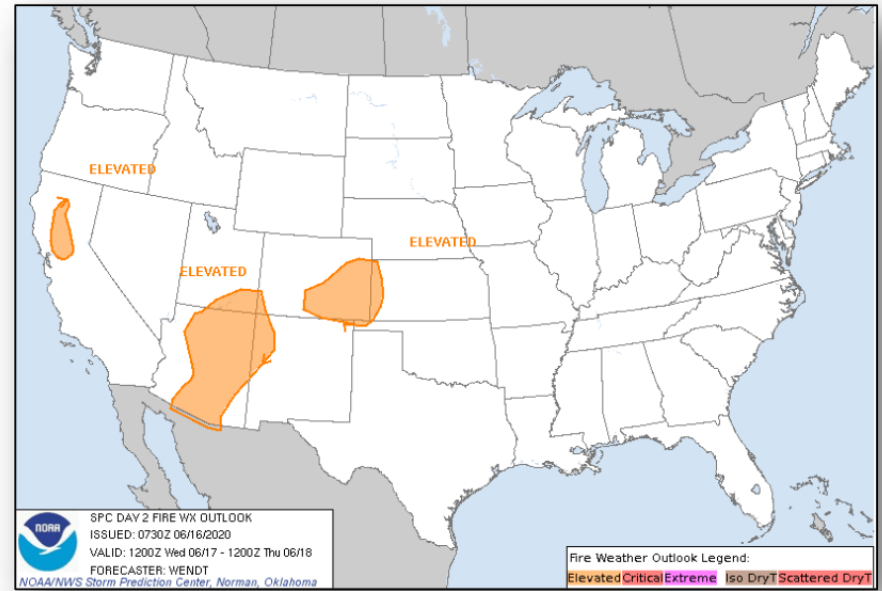 ELEVATED
ELEVATED
ELEVATED
NOAA
SPC DAY 2 FIRE WX OUTLOOK
ISSUED: 0730Z 06/16/2020
VALID: 1200Z Wed 06/17 - 1200Z Thu 06/18
FORECASTER: WENDT
NOAA/NWS Storm Prediction Center, Norman, Oklahoma
Fire Weather Outlook Legend:
Elevated Critical Extreme Iso DryT Scattered DryT